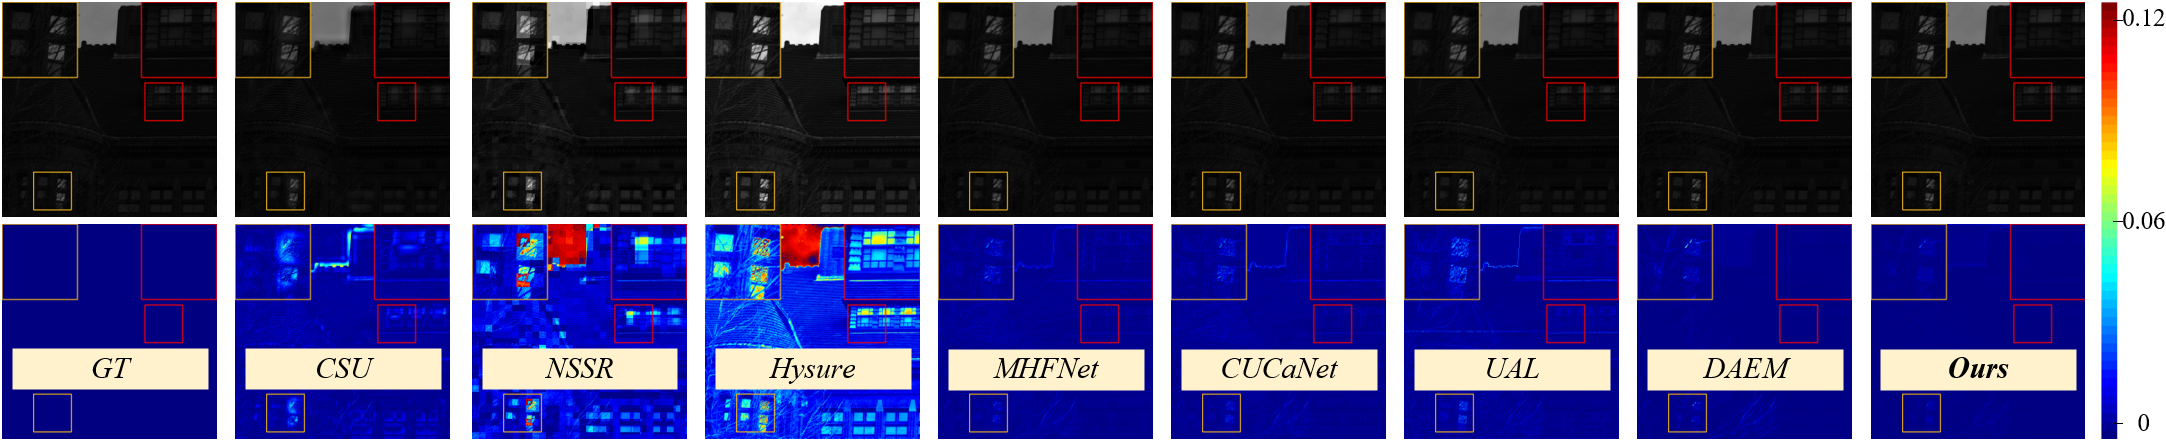 0.12
0.06
0
GT
CSU
NSSR
Hysure
MHFNet
CUCaNet
UAL
DAEM
Ours